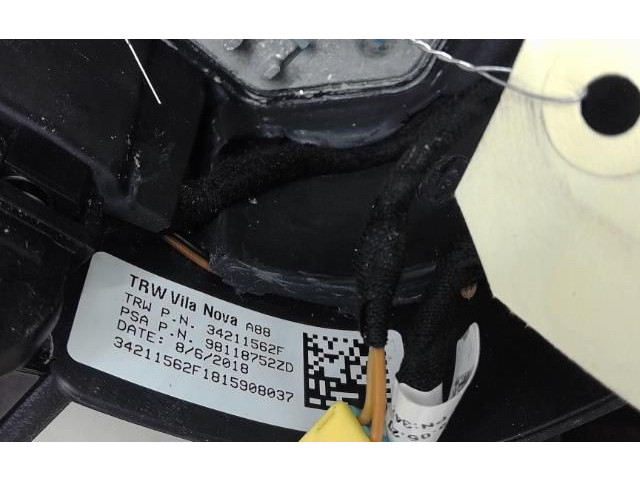 TRW Vila Nova A88
TRW P.N. 34211562F
PSA P.N. 98118752ZD
DATE: 8/6/2018
34211562F1815908037